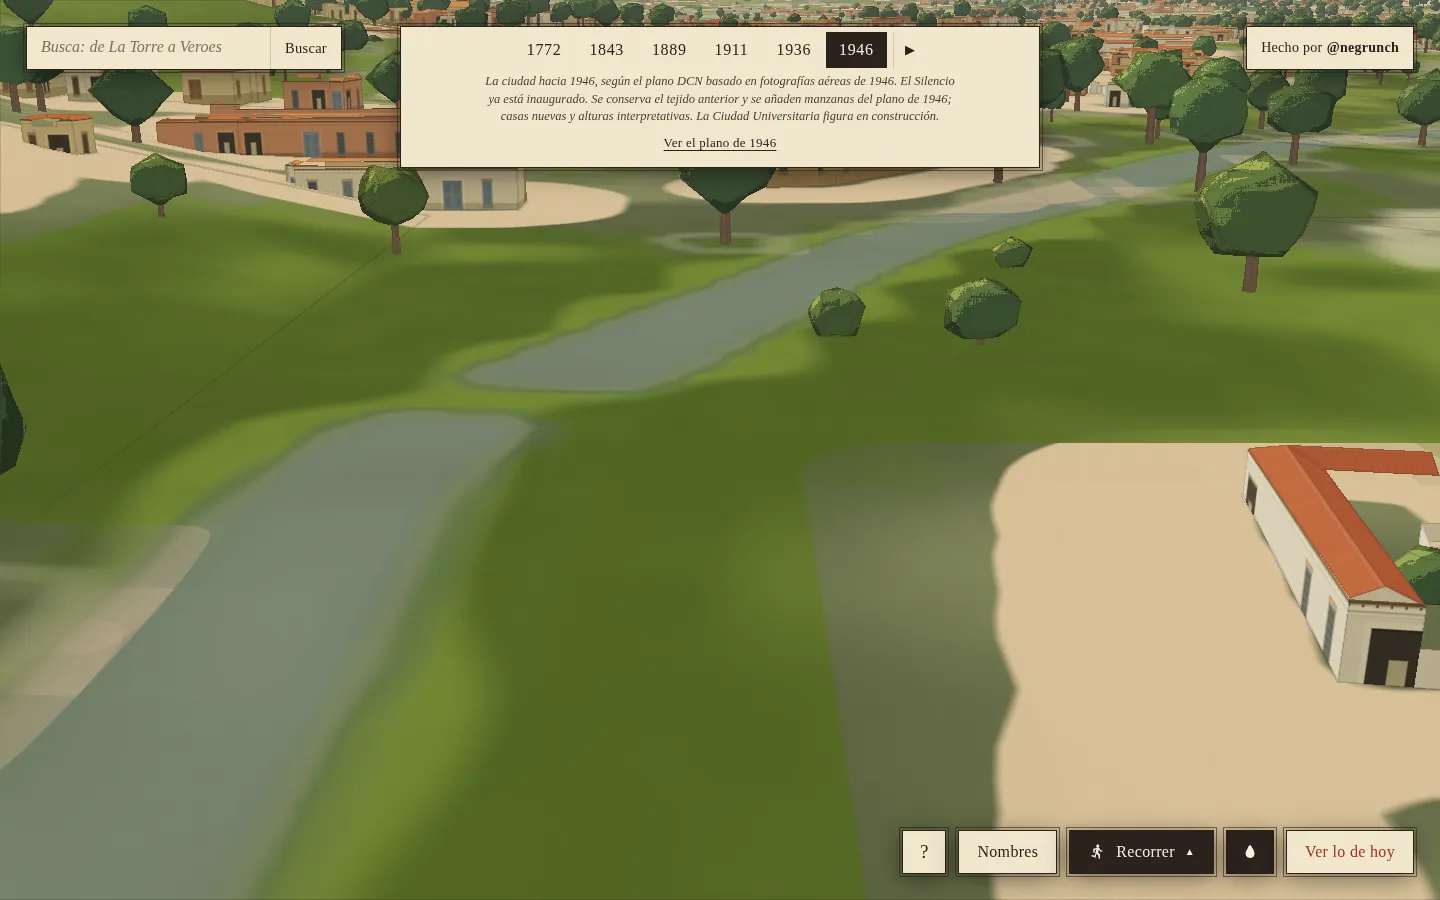 Busca: de La Torre a Veroes
Buscar
1772 1843 1889 1911 1936 1946 ▶
La ciudad hacia 1946, según el plano DCN basado en fotografías aéreas de 1946. El Silencio
ya está inaugurado. Se conserva el tejido anterior y se añaden manzanas del plano de 1946;
casas nuevas y alturas interpretativas. La Ciudad Universitaria figura en construcción.
Ver el plano de 1946
Hecho por @negrunch
?
Nombres
Recorrer ▲
Ver lo de hoy